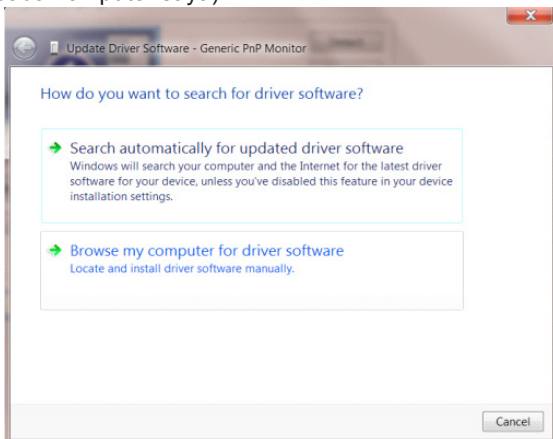 Update Driver Software - Generic PnP Monitor
How do you want to search for driver software?
Search automatically for updated driver software
Windows will search your computer and the Internet for the latest driver
software for your device, unless you've disabled this feature in your device
installation settings.
Browse my computer for driver software
Locate and install driver software manually.
Cancel